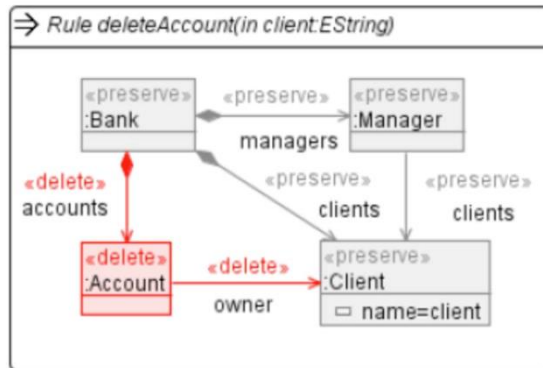 Rule deleteAccount(in client:EString)
«preserve»
:Bank
«preserve»
managers
«preserve»
:Manager
«delete»
accounts
«preserve»
clients
«preserve»
clients
«delete»
:Account
«delete»
owner
«preserve»
:Client
name=client